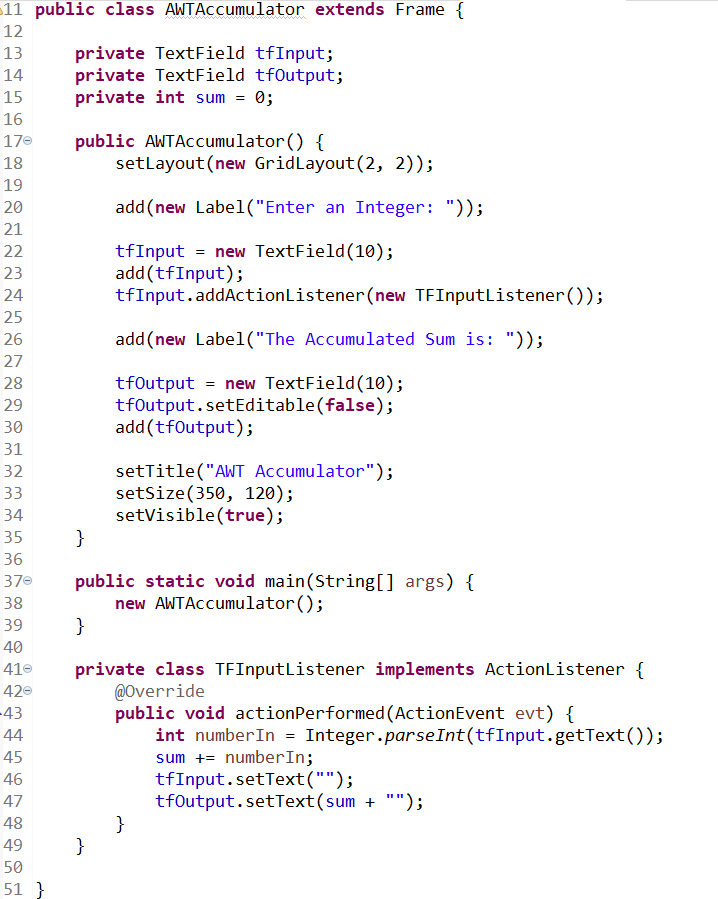 11 public class AWTAccumulator extends Frame {
12
13     private TextField tfInput;
14     private TextField tfOutput;
15     private int sum = 0;
16
17     public AWTAccumulator() {
18         setLayout(new GridLayout(2, 2));
19
20         add(new Label("Enter an Integer: "));
21
22         tfInput = new TextField(10);
23         add(tfInput);
24         tfInput.addActionListener(new TFInputListener());
25
26         add(new Label("The Accumulated Sum is: "));
27
28         tfOutput = new TextField(10);
29         tfOutput.setEditable(false);
30         add(tfOutput);
31
32         setTitle("AWT Accumulator");
33         setSize(350, 120);
34         setVisible(true);
35     }
36
37     public static void main(String[] args) {
38         new AWTAccumulator();
39     }
40
41     private class TFInputListener implements ActionListener {
42         @Override
43         public void actionPerformed(ActionEvent evt) {
44             int numberIn = Integer.parseInt(tfInput.getText());
45             sum += numberIn;
46             tfInput.setText("");
47             tfOutput.setText(sum + "");
48         }
49     }
50
51 }